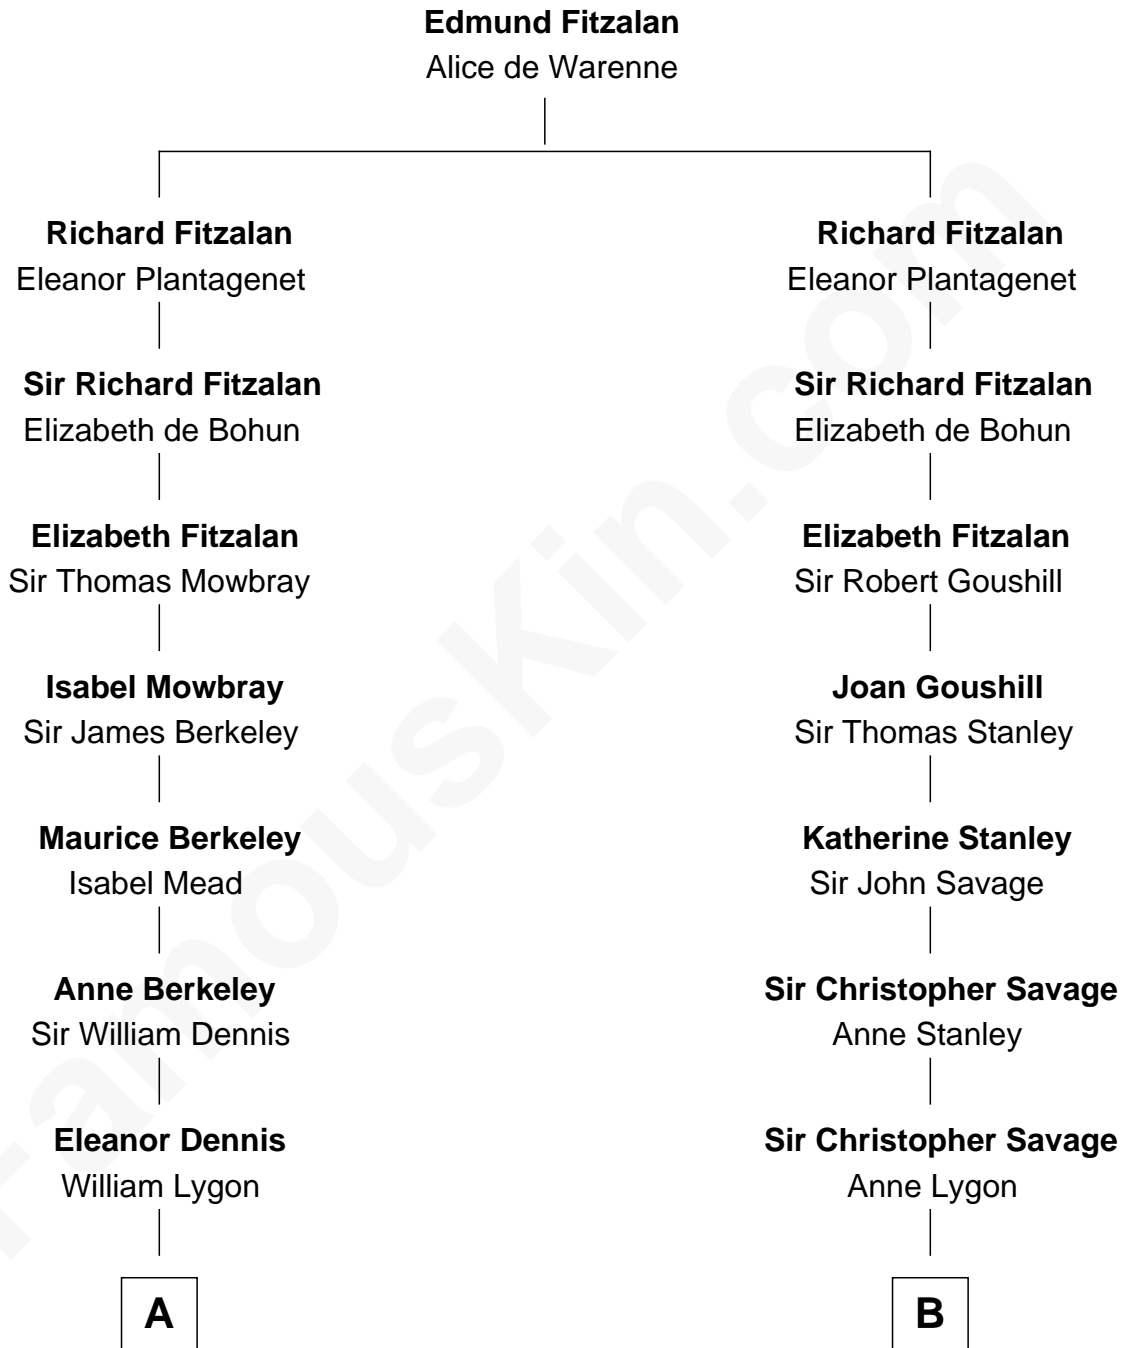 Edmund Fitzalan
Alice de Warenne
Richard Fitzalan
Eleanor Plantagenet
Sir Richard Fitzalan
Elizabeth de Bohun
Elizabeth Fitzalan
Sir Thomas Mowbray
Isabel Mowbray
Sir James Berkeley
Maurice Berkeley
Isabel Mead
Anne Berkeley
Sir William Dennis
Eleanor Dennis
William Lygon
A
Richard Fitzalan
Eleanor Plantagenet
Sir Richard Fitzalan
Elizabeth de Bohun
Elizabeth Fitzalan
Sir Robert Goushill
Joan Goushill
Sir Thomas Stanley
Katherine Stanley
Sir John Savage
Sir Christopher Savage
Anne Stanley
Sir Christopher Savage
Anne Lygon
B
FamousKin.com